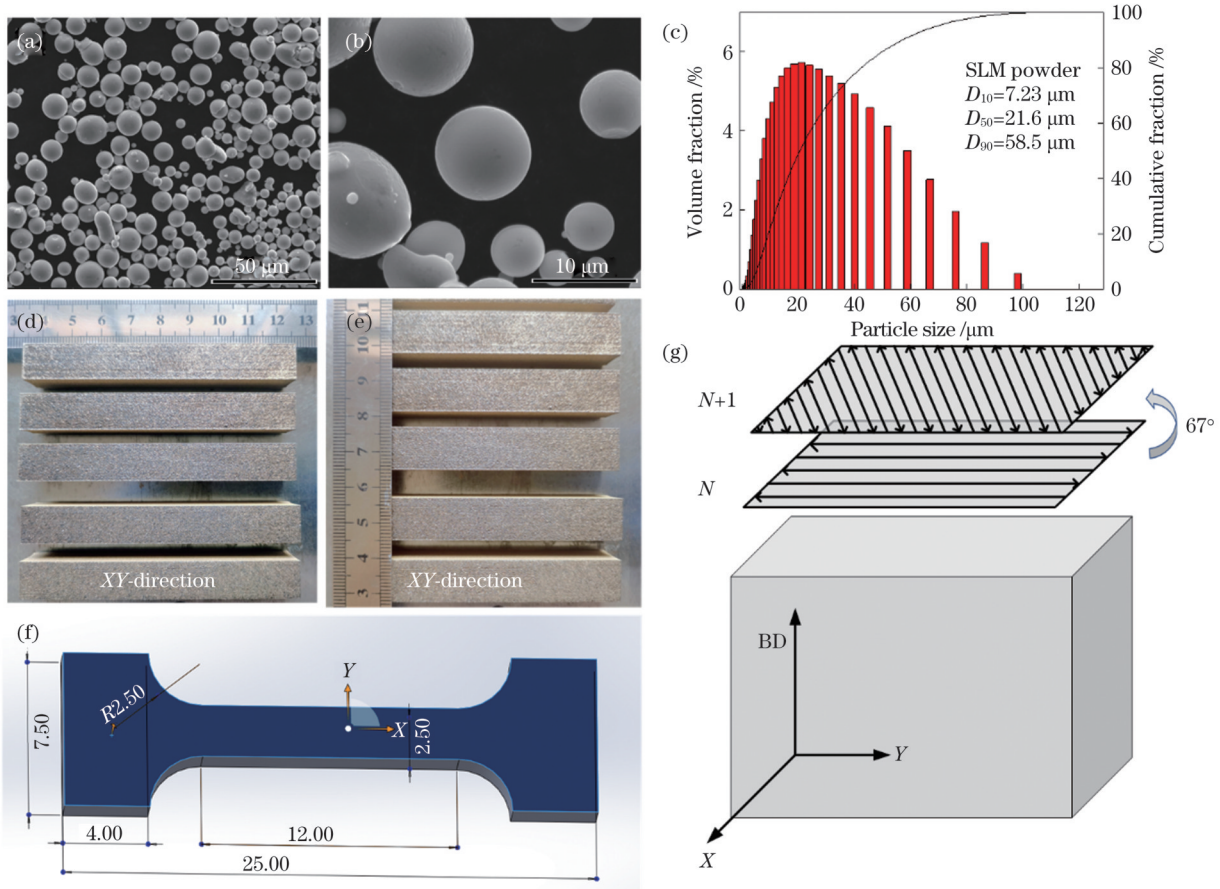 (a)
50 μm
(b)
10 μm
(c)
Volume fraction /%
6
4
2
0
SLM powder
D₁₀=7.23 μm
D₅₀=21.6 μm
D₉₀=58.5 μm
100
80
60
40
20
0
Cumulative fraction /%
0 20 40 60 80 100 120
Particle size /μm
(d)
3 4 5 6 7 8 9 10 11 12 13
XY-direction
(e)
11
10
9
8
7
6
5
4
3
XY-direction
(f)
7.50
R2.50
Y
X
2.50
4.00
12.00
25.00
(g)
N+1
67°
N
BD
Y
X